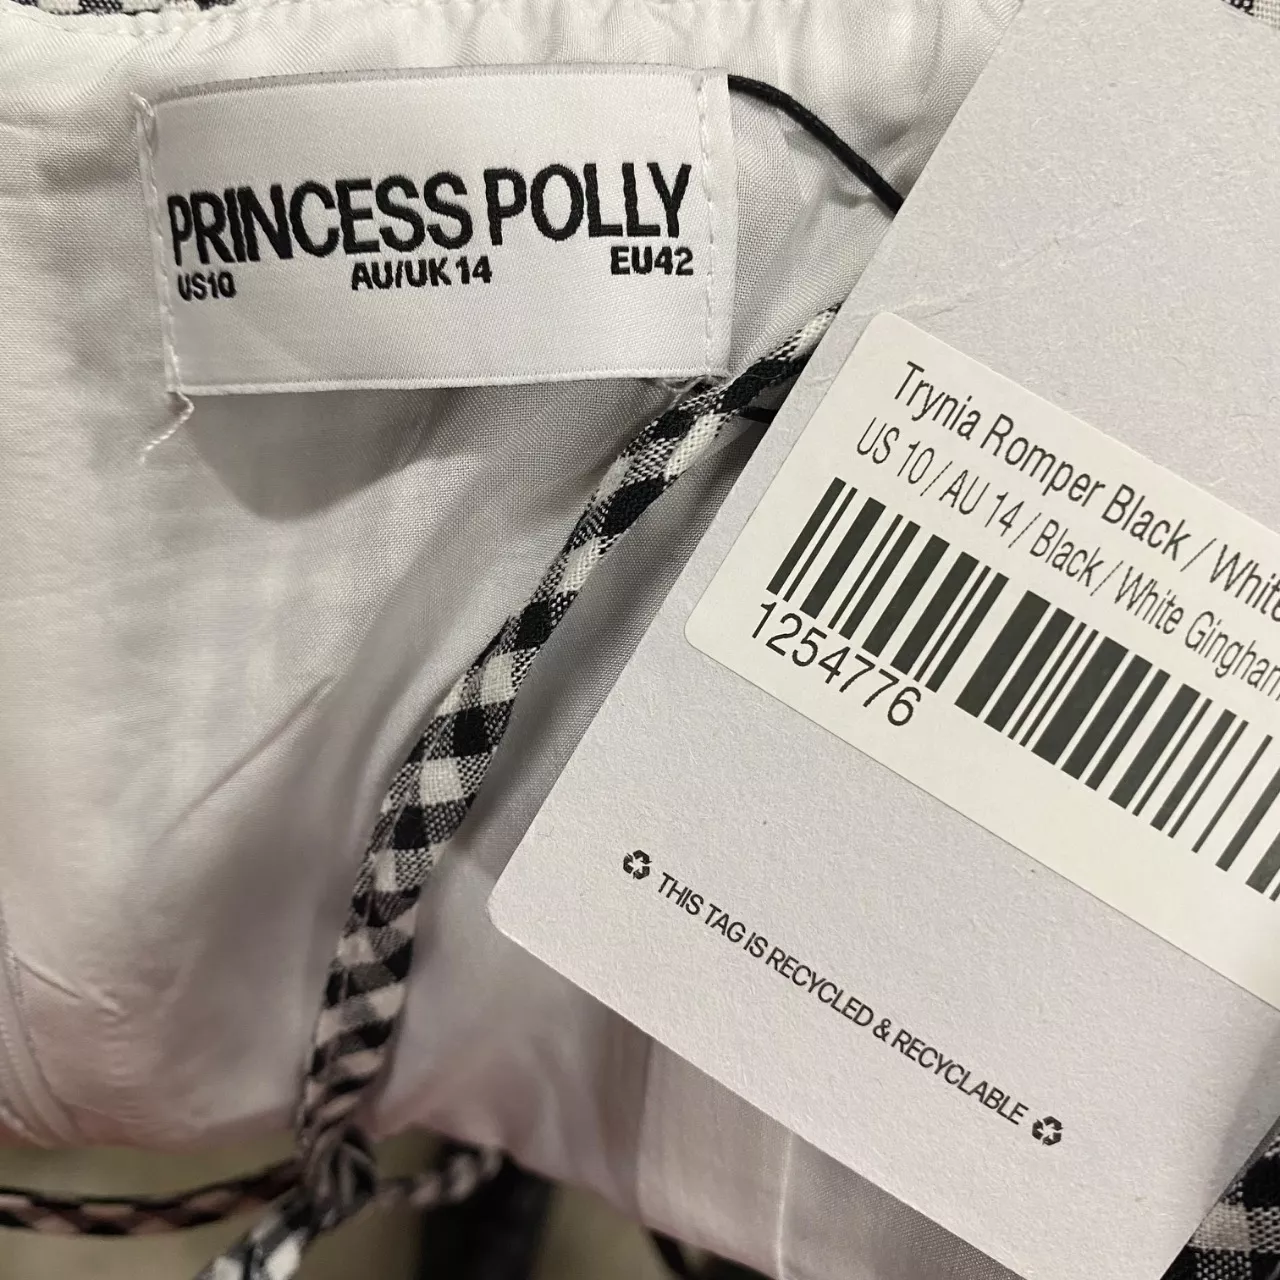 PRINCESS POLLY
US10 AU/UK 14 EU42
Trynia Romper Black / White
US 10 / AU 14 / Black / White Gingham
1254776
THIS TAG IS RECYCLED & RECYCLABLE